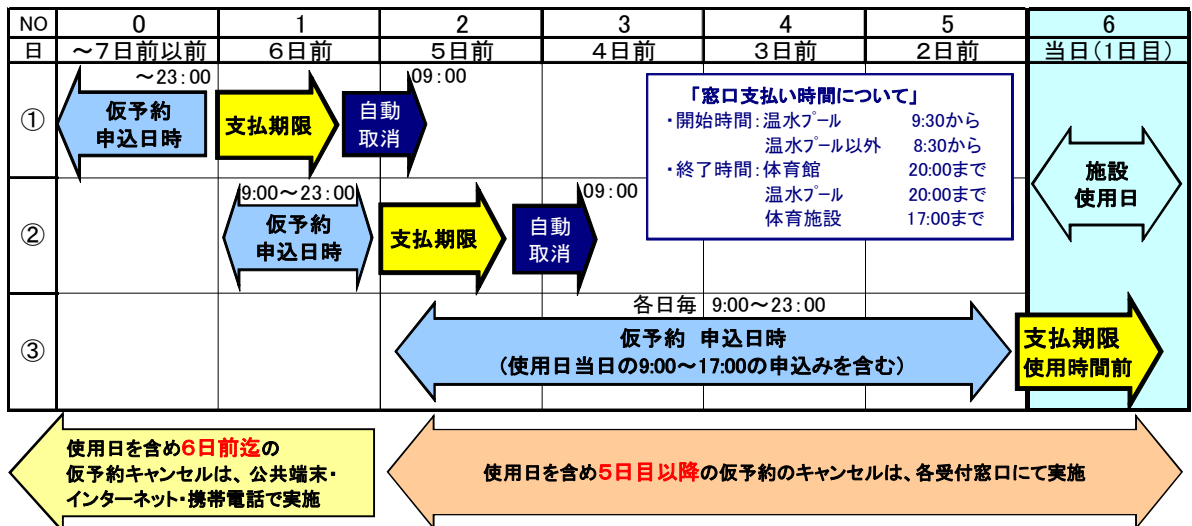 NO 0 1 2 3 4 5 6
日 ~7日前以前 6日前 5日前 4日前 3日前 2日前 当日(1日目)
①
~23:00
仮予約
申込日時
支払期限
09:00
自動
取消
「窓口支払い時間について」
・開始時間:温水プール 9:30から
温水プール以外 8:30から
・終了時間:体育館 20:00まで
温水プール 20:00まで
体育施設 17:00まで
施設
使用日
②
9:00~23:00
仮予約
申込日時
支払期限
09:00
自動
取消
③
各日毎 9:00~23:00
仮予約 申込日時
(使用日当日の9:00~17:00の申込みを含む)
支払期限
使用時間前
使用日を含め6日前迄の
仮予約キャンセルは、公共端末・
インターネット・携帯電話で実施
使用日を含め5日目以降の仮予約のキャンセルは、各受付窓口にて実施